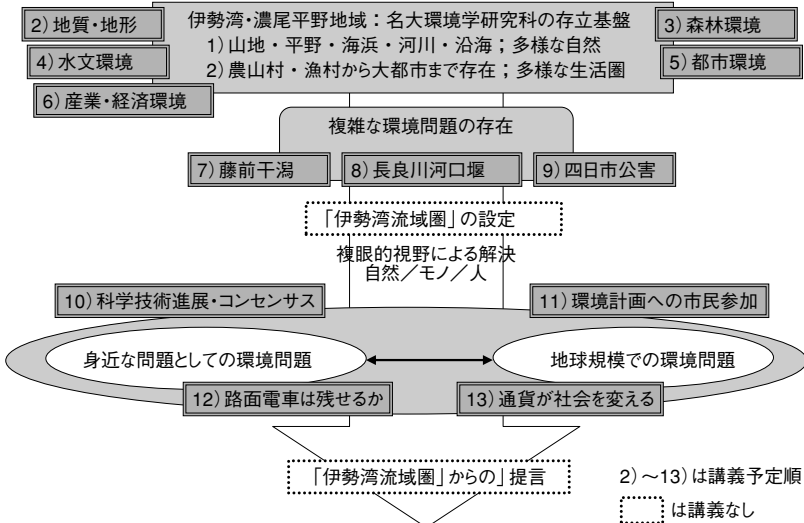 2)地質・地形
伊勢湾・濃尾平野地域:名大環境学研究科の存立基盤
3)森林環境
1)山地・平野・海浜・河川・沿海;多様な自然
4)水文環境
2)農山村・漁村から大都市まで存在;多様な生活圏
5)都市環境
6)産業・経済環境
複雑な環境問題の存在
7)藤前干潟
8)長良川河口堰
9)四日市公害
「伊勢湾流域圏」の設定
複眼的視野による解決
自然/モノ/人
10)科学技術進展・コンセンサス
11)環境計画への市民参加
身近な問題としての環境問題
地球規模での環境問題
12)路面電車は残せるか
13)通貨が社会を変える
「伊勢湾流域圏」からの」提言
2)~13)は講義予定順
は講義なし